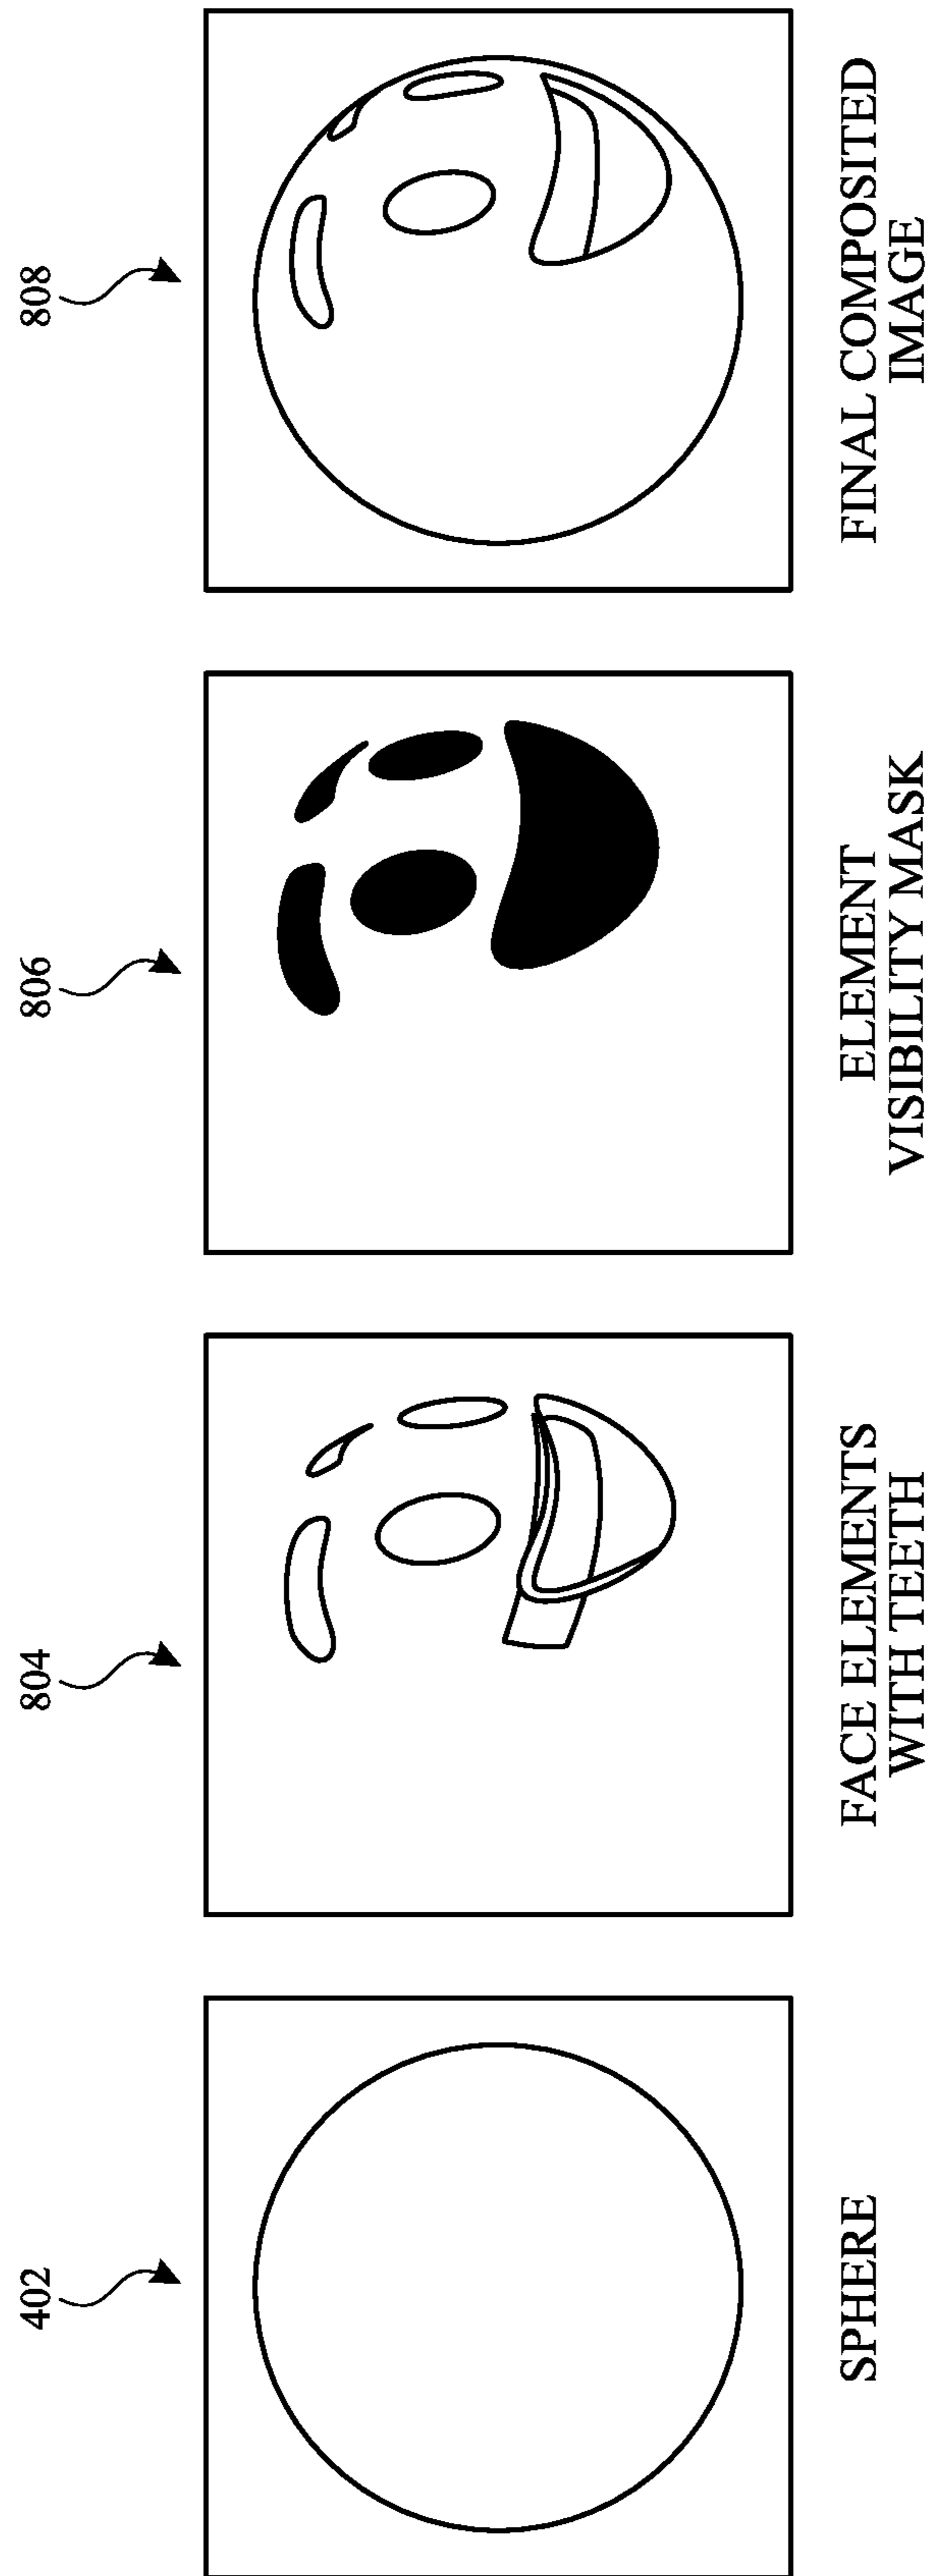 402
804
806
808
SPHERE
FACE ELEMENTS
WITH TEETH
ELEMENT
VISIBILITY MASK
FINAL COMPOSITED
IMAGE